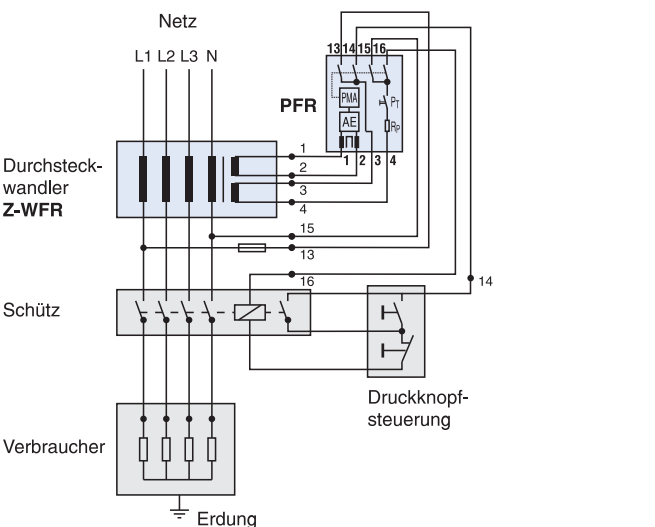 Netz
L1 L2 L3 N
13 14 15 16
PFR
PMA
PT
AE
RP
1 2 3 4
Durchsteck-
wandler
Z-WFR
1
2
3
4
15
13
16
14
Schütz
Druckknopf-
steuerung
Verbraucher
Erdung